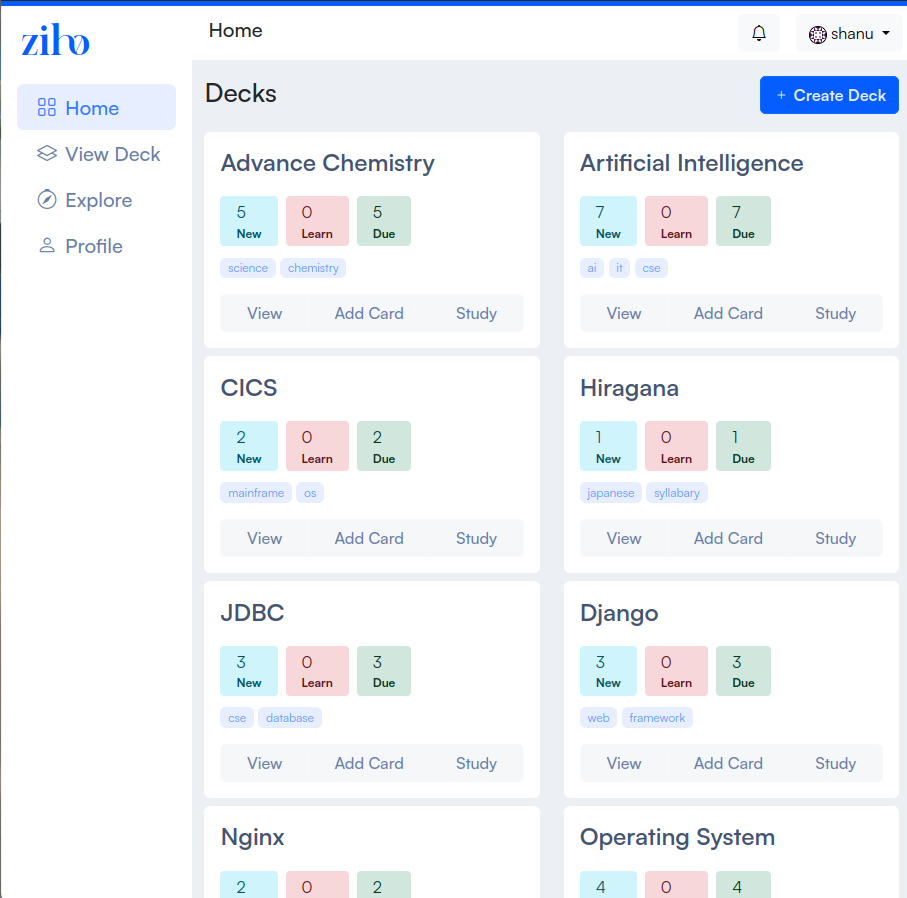 ziho
Home
shanu
Home
View Deck
Explore
Profile
Decks
+ Create Deck
Advance Chemistry
5 0 5
New Learn Due
science chemistry
View Add Card Study
Artificial Intelligence
7 0 7
New Learn Due
ai it cse
View Add Card Study
CICS
2 0 2
New Learn Due
mainframe os
View Add Card Study
Hiragana
1 0 1
New Learn Due
japanese syllabary
View Add Card Study
JDBC
3 0 3
New Learn Due
cse database
View Add Card Study
Django
3 0 3
New Learn Due
web framework
View Add Card Study
Nginx
2 0 2
Operating System
4 0 4